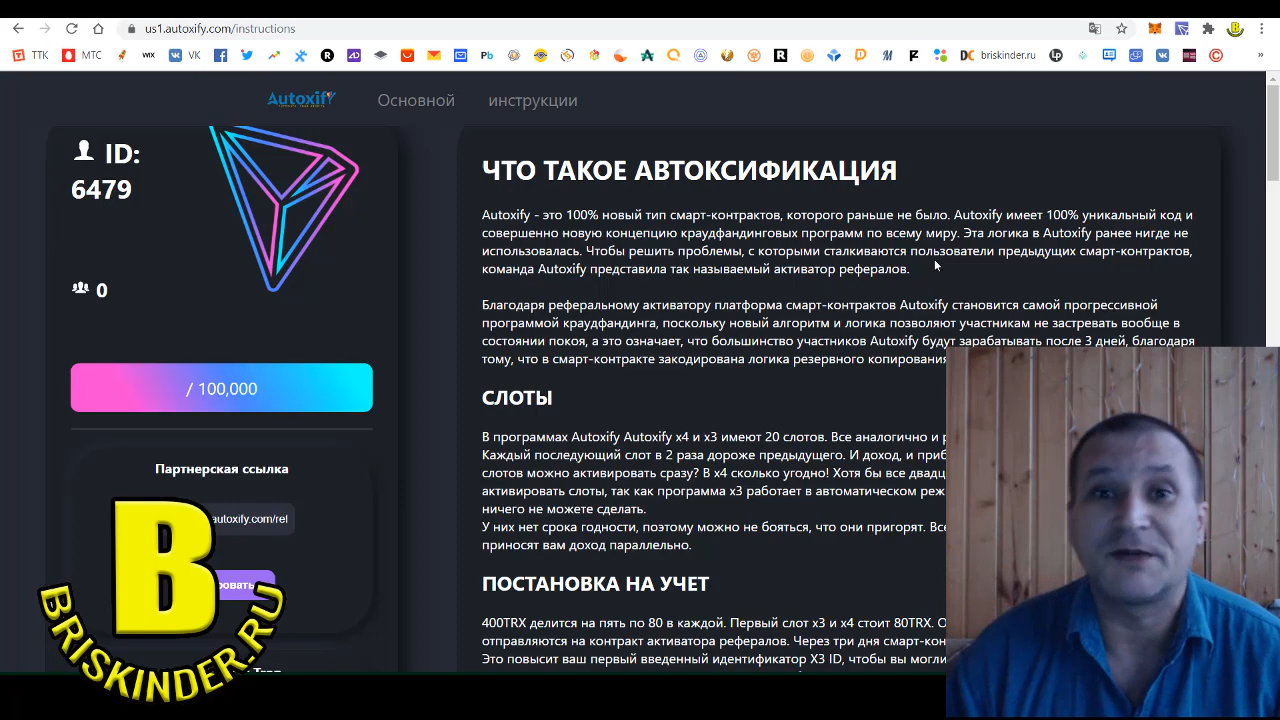 us1.autoxify.com/instructions
ТТК
МТС
WIX
VK
Pb
briskinder.ru
Autoxify
Основной
инструкции
ID:
6479
0
/ 100,000
Партнерская ссылка
autoxify.com/ref
ЧТО ТАКОЕ АВТОКСИФИКАЦИЯ
Autoxify - это 100% новый тип смарт-контрактов, которого раньше не было. Autoxify имеет 100% уникальный код и
совершенно новую концепцию краудфандинговых программ по всему миру. Эта логика в Autoxify ранее нигде не
использовалась. Чтобы решить проблемы, с которыми сталкиваются пользователи предыдущих смарт-контрактов,
команда Autoxify представила так называемый активатор рефералов.
Благодаря реферальному активатору платформа смарт-контрактов Autoxify становится самой прогрессивной
программой краудфандинга, поскольку новый алгоритм и логика позволяют участникам не застревать вообще в
состоянии покоя, а это означает, что большинство участников Autoxify будут зарабатывать после 3 дней, благодаря
тому, что в смарт-контракте закодирована логика резервного копирования
СЛОТЫ
В программах Autoxify Autoxify x4 и x3 имеют 20 слотов. Все аналогично и
Каждый последующий слот в 2 раза дороже предыдущего. И доход, и
слотов можно активировать сразу? В x4 сколько угодно! Хотя бы все
активировать слоты, так как программа x3 работает в автоматическом
ничего не можете сделать.
У них нет срока годности, поэтому можно не бояться, что они пригорят.
приносят вам доход параллельно.
ПОСТАНОВКА НА УЧЕТ
400TRX делится на пять по 80 в каждой. Первый слот x3 и x4 стоит 80TRX.
отправляются на контракт активатора рефералов. Через три дня
Это повысит ваш первый введенный идентификатор X3 ID, чтобы вы
B
BRISKINDER.RU